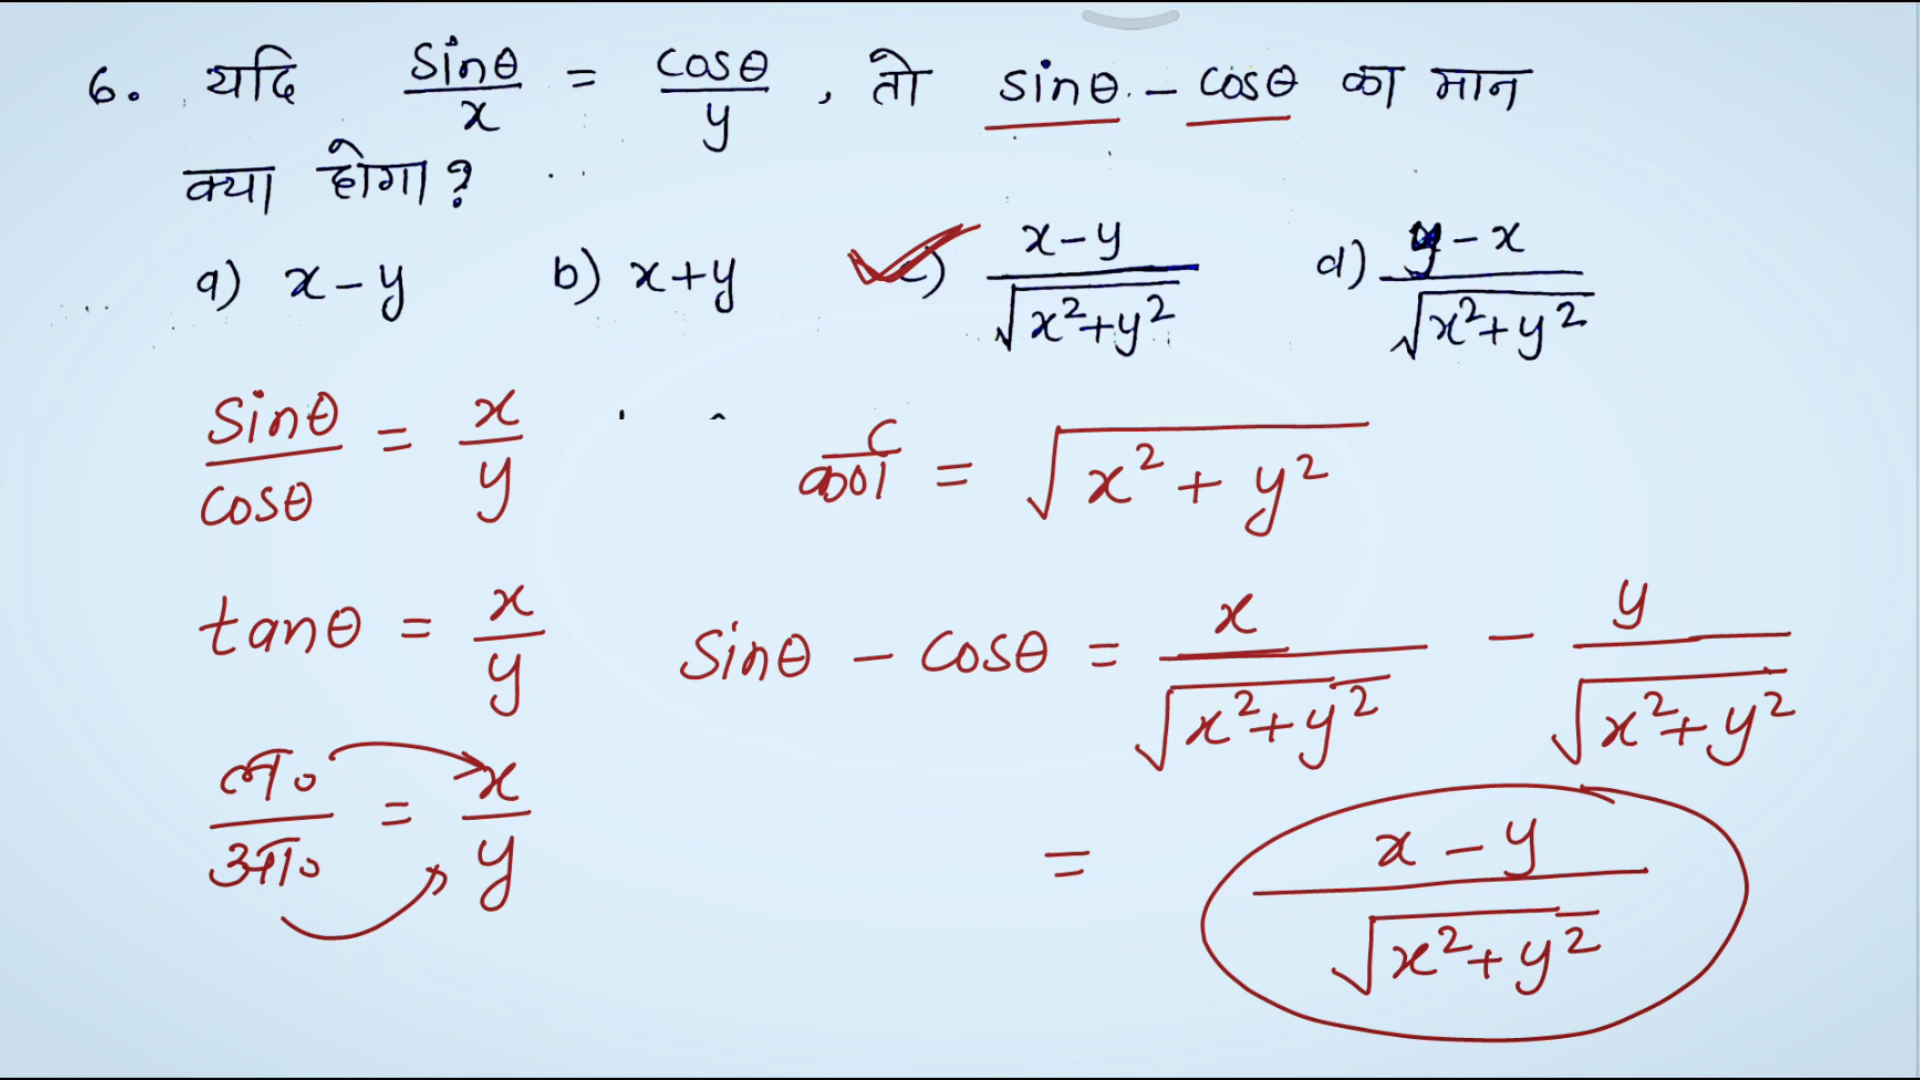 6. यदि sinθ/x = cosθ/y , तो sinθ - cosθ का मान
क्या होगा ?
a) x-y b) x+y c) x-y/√x²+y² d) y-x/√x²+y²
sinθ/cosθ = x/y
कर्ण = √x²+y²
tanθ = x/y
sinθ - cosθ = x/√x²+y² - y/√x²+y²
ल०/आ० = x/y
= x-y/√x²+y²